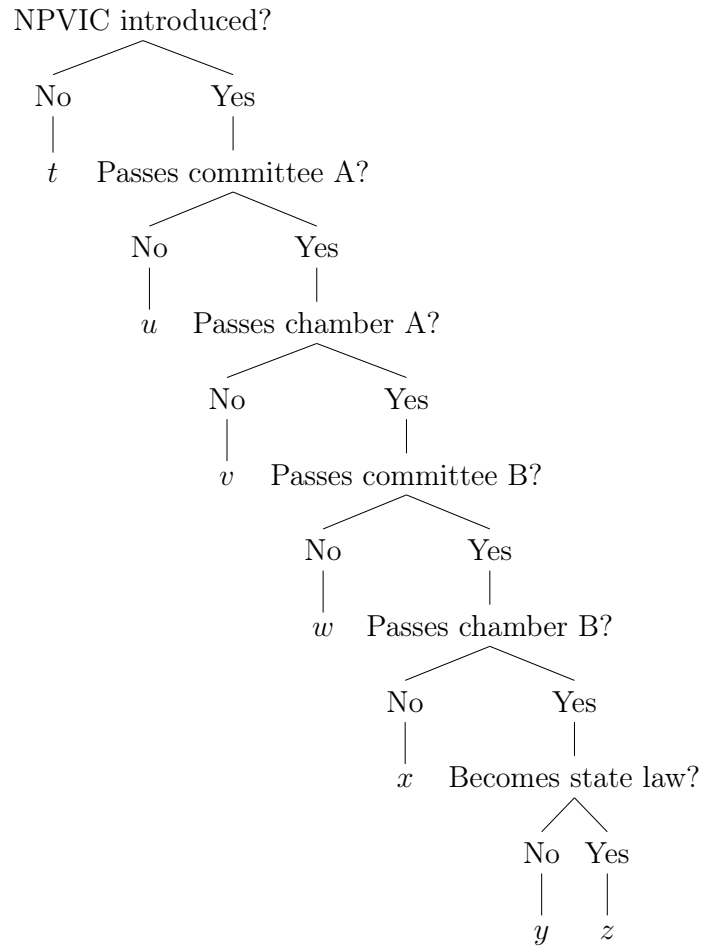 NPVIC introduced?
No Yes
t Passes committee A?
No Yes
u Passes chamber A?
No Yes
v Passes committee B?
No Yes
w Passes chamber B?
No Yes
x Becomes state law?
No Yes
y z